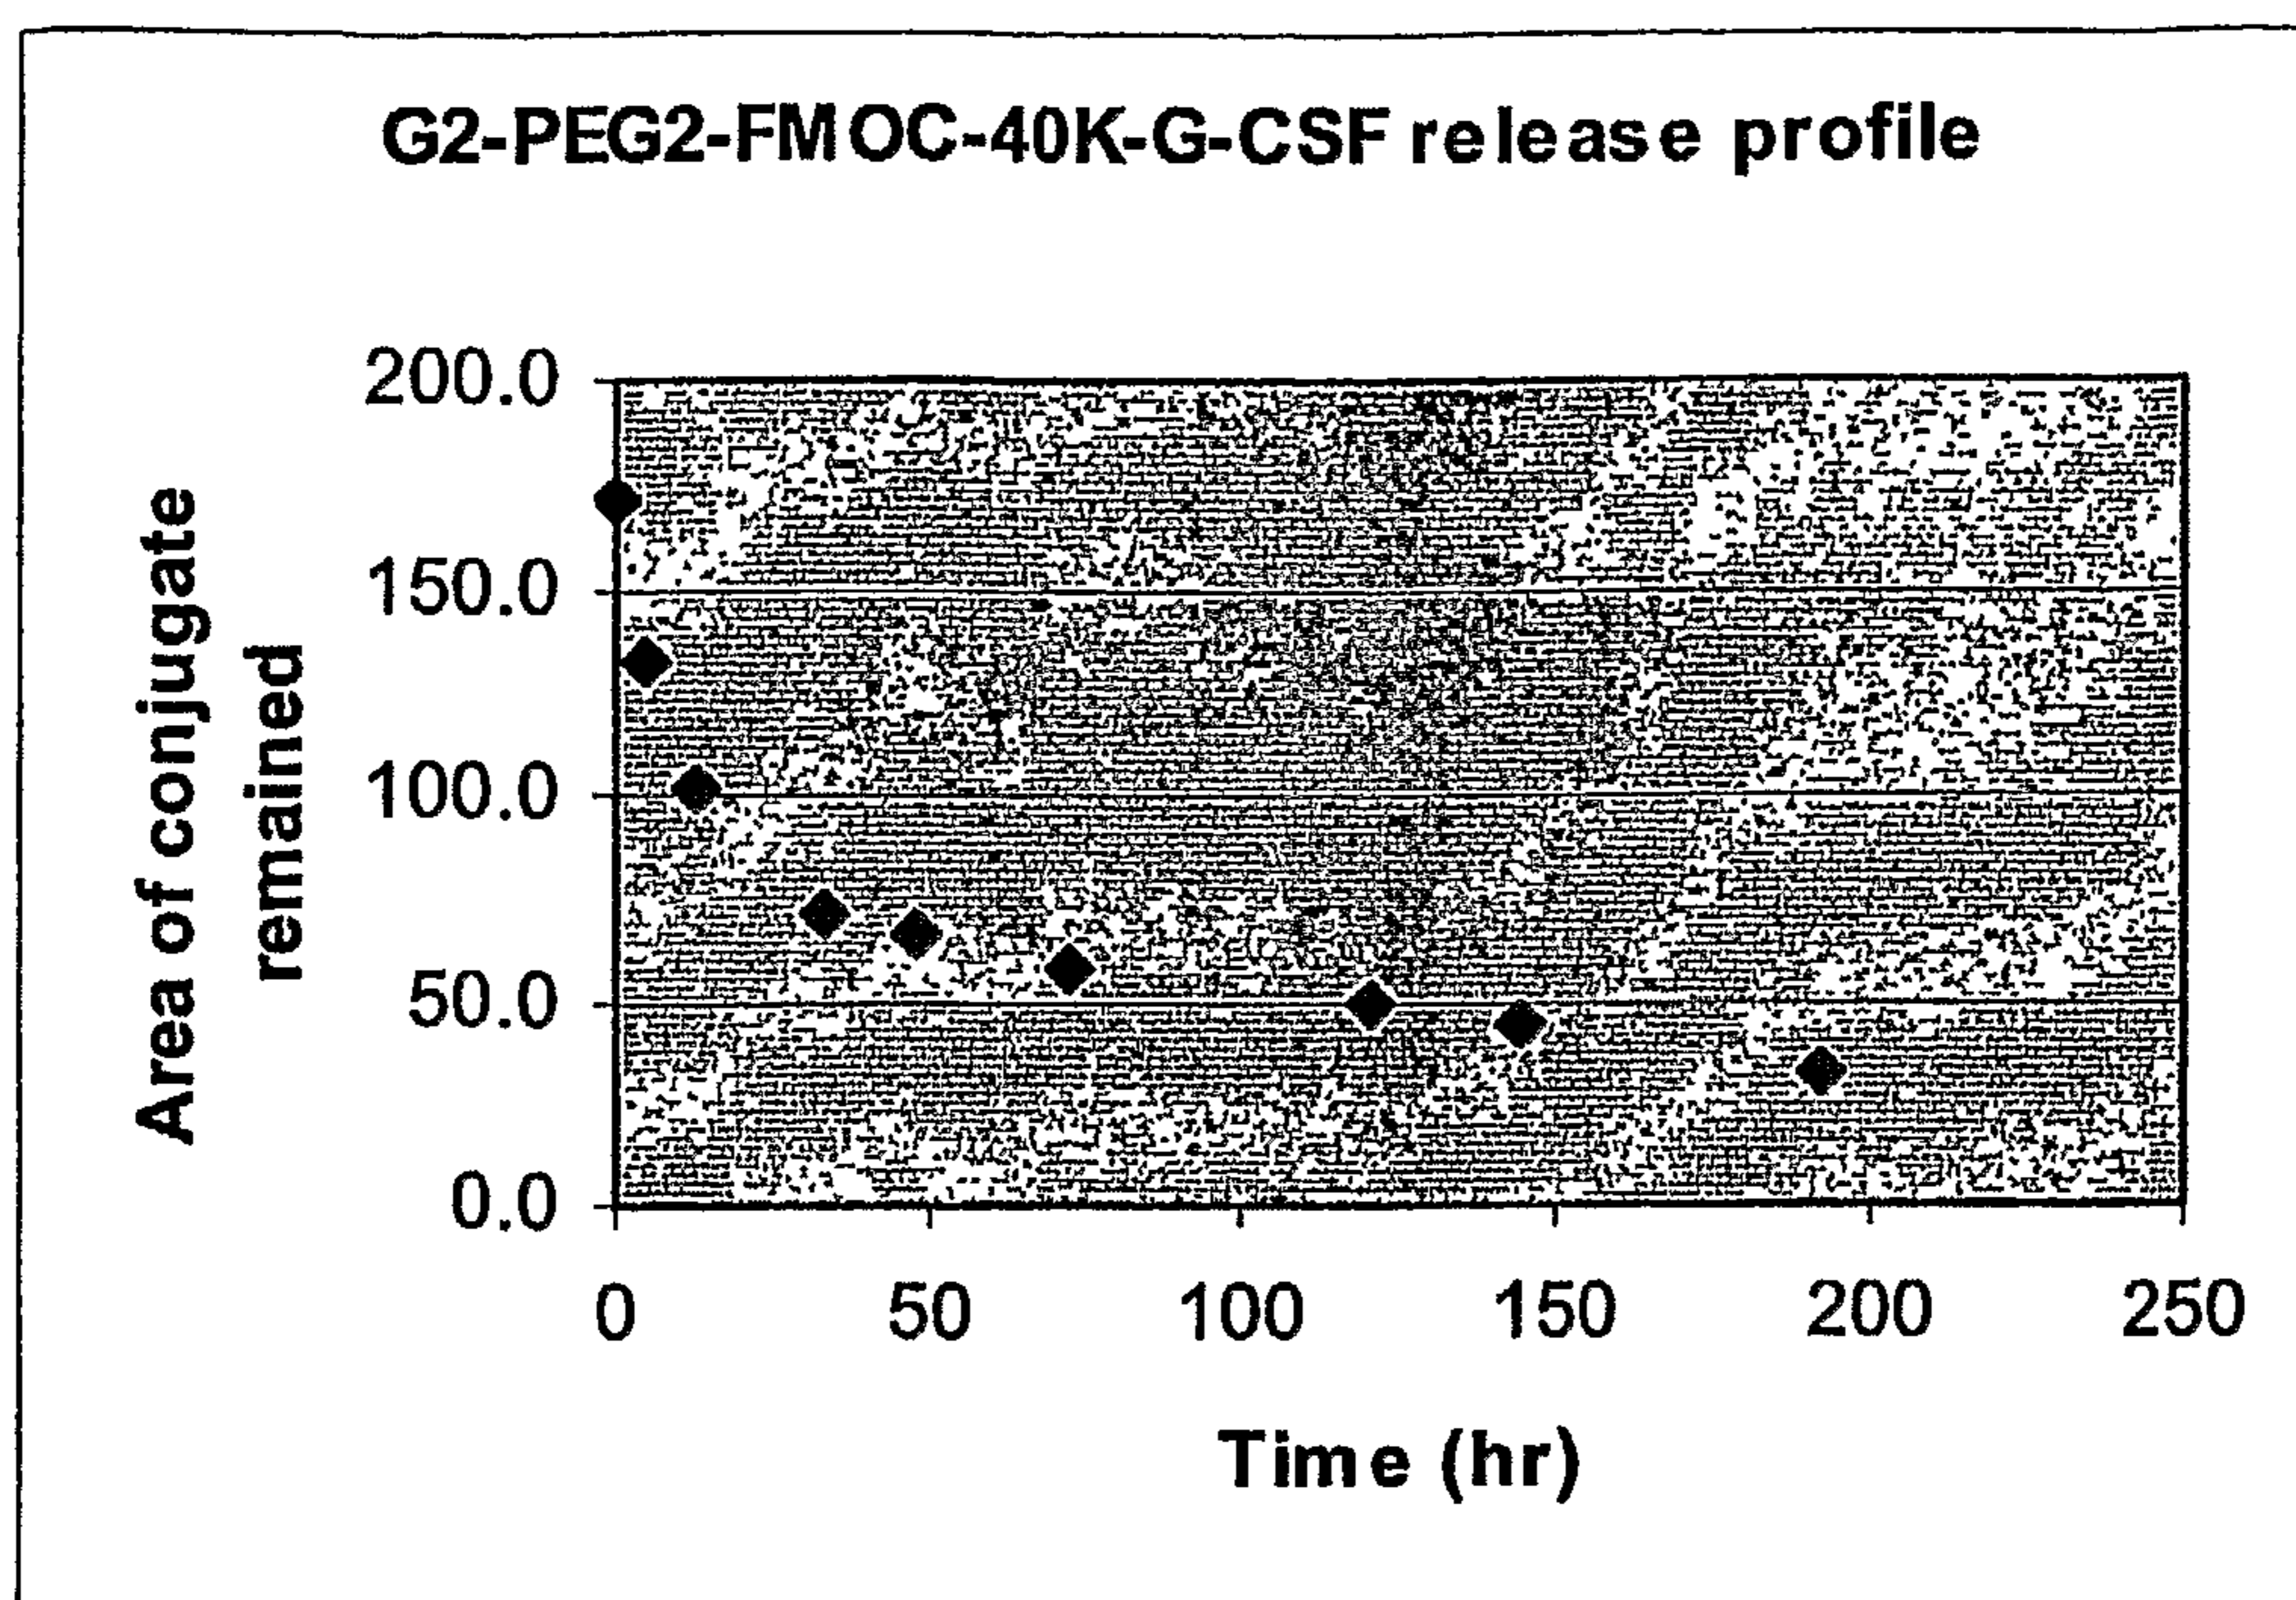 G2-PEG2-FMOC-40K-G-CSF release profile
Area of conjugate
remained
200.0
150.0
100.0
50.0
0.0
0 50 100 150 200 250
Time (hr)